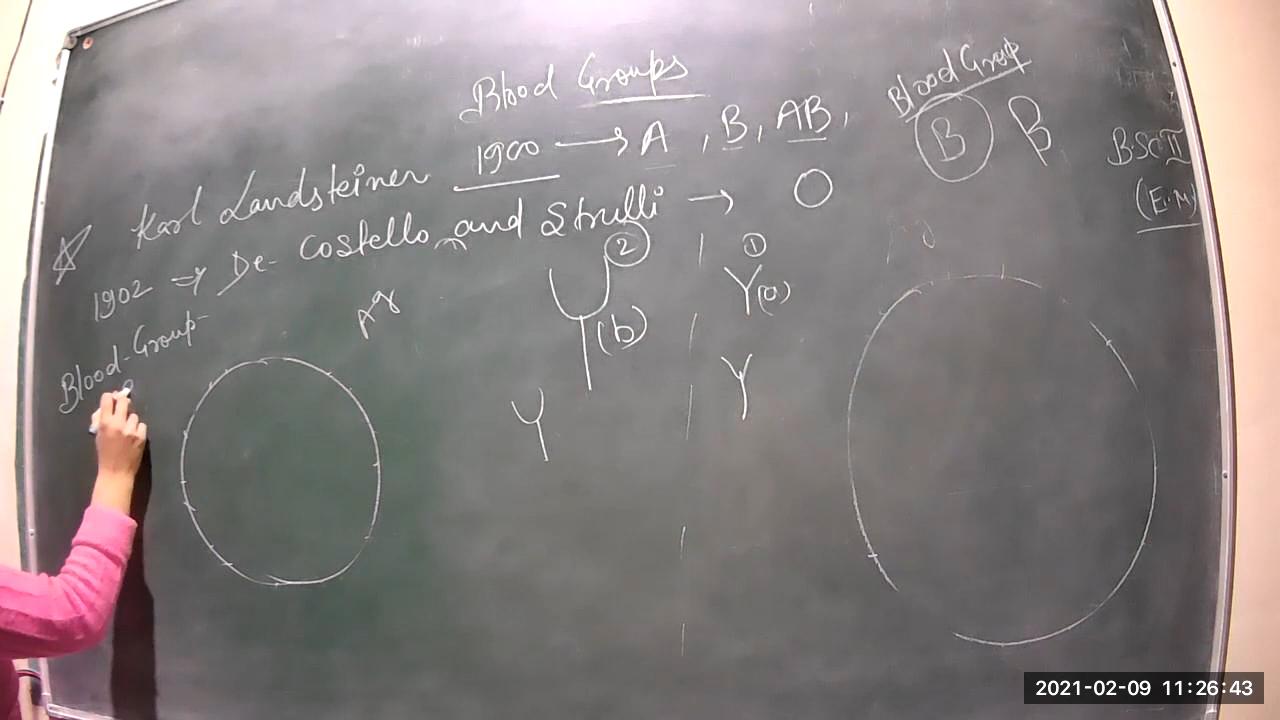 Blood Groups
Karl Landsteiner 1900 → A, B, AB,
1902 ⇒ De-Costello and Strulli → O
Blood Group
B B
B.Sc II
Blood-Group-
Ag
2
(b)
Y
1
Y(a)
Y
2021-02-09 11:26:43